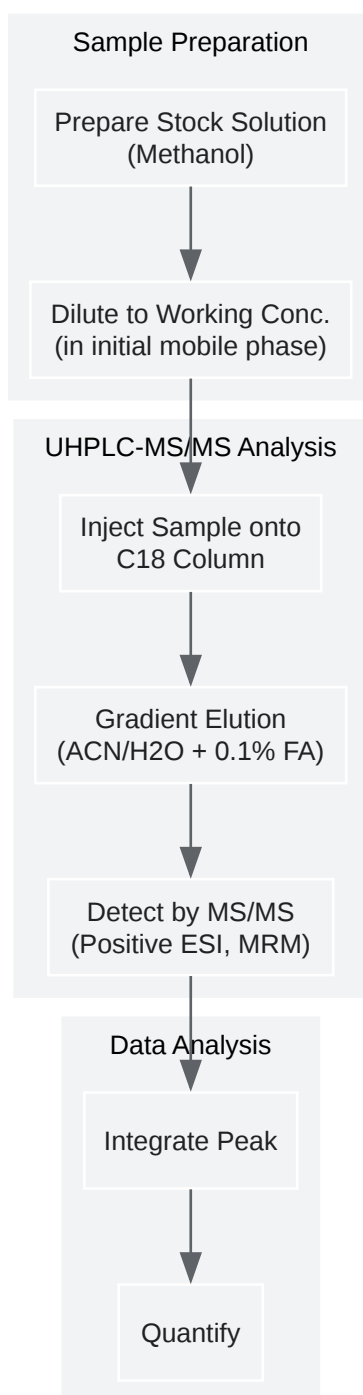 Sample Preparation
Prepare Stock Solution
(Methanol)
Dilute to Working Conc.
(in initial mobile phase)
UHPLC-MS/MS Analysis
Inject Sample onto
C18 Column
Gradient Elution
(ACN/H2O + 0.1% FA)
Detect by MS/MS
(Positive ESI, MRM)
Data Analysis
Integrate Peak
Quantify